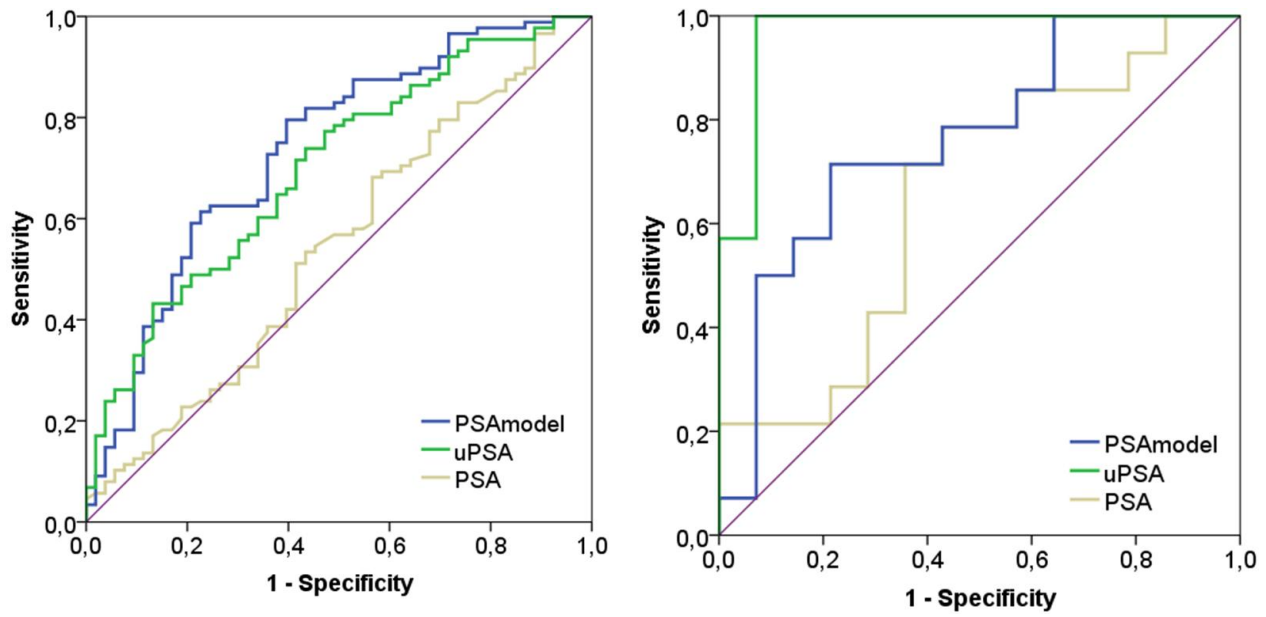 1,0
0,8
0,6
0,4
0,2
0,0
Sensitivity
0,0 0,2 0,4 0,6 0,8 1,0
1 - Specificity
PSAmodel
uPSA
PSA
1,0
0,8
0,6
0,4
0,2
0,0
Sensitivity
0,0 0,2 0,4 0,6 0,8 1,0
1 - Specificity
PSAmodel
uPSA
PSA